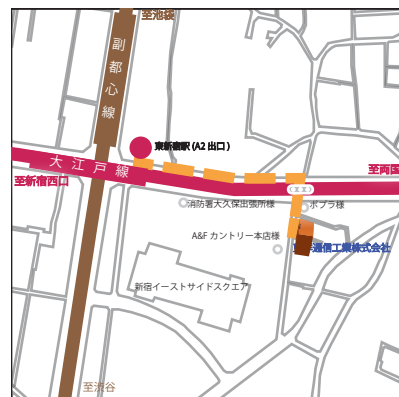 至池袋
副都心線
東新宿駅 (A2 出口 )
大江戸線
至両国
至新宿西口
消防署大久保出張所様
ポプラ様
A&F カントリー本店様
通信工業株式会社
新宿イーストサイドスクエア
至渋谷